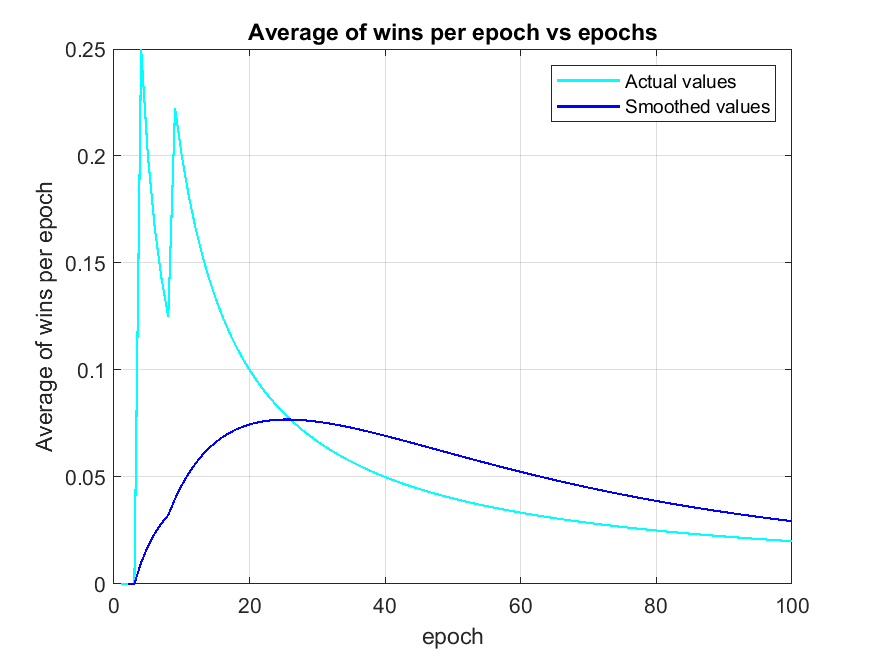 Average of wins per epoch vs epochs
Actual values
Smoothed values
Average of wins per epoch
0.25
0.2
0.15
0.1
0.05
0
0 20 40 60 80 100
epoch